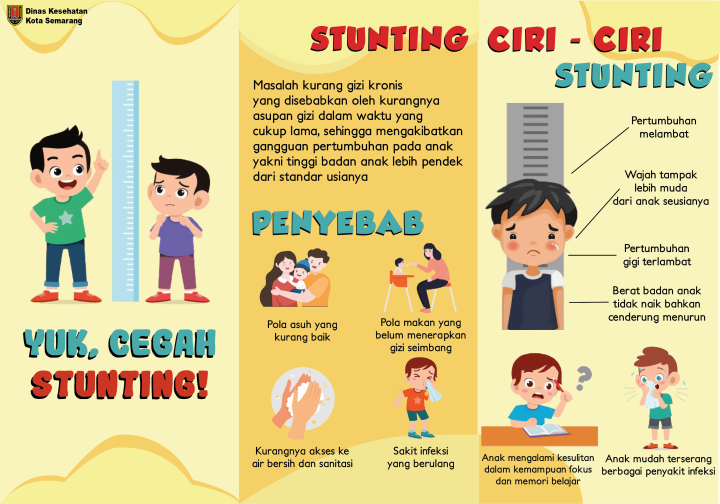 Dinas Kesehatan
Kota Semarang
YUK, CEGAH
STUNTING!
STUNTING
Masalah kurang gizi kronis
yang disebabkan oleh kurangnya
asupan gizi dalam waktu yang
cukup lama, sehingga mengakibatkan
gangguan pertumbuhan pada anak
yakni tinggi badan anak lebih pendek
dari standar usianya
PENYEBAB
Pola asuh yang
kurang baik
Pola makan yang
belum menerapkan
gizi seimbang
Kurangnya akses ke
air bersih dan sanitasi
Sakit infeksi
yang berulang
CIRI - CIRI
STUNTING
Pertumbuhan
melambat
Wajah tampak
lebih muda
dari anak seusianya
Pertumbuhan
gigi terlambat
Berat badan anak
tidak naik bahkan
cenderung menurun
?
Anak mengalami kesulitan
dalam kemampuan fokus
dan memori belajar
Anak mudah terserang
berbagai penyakit infeksi